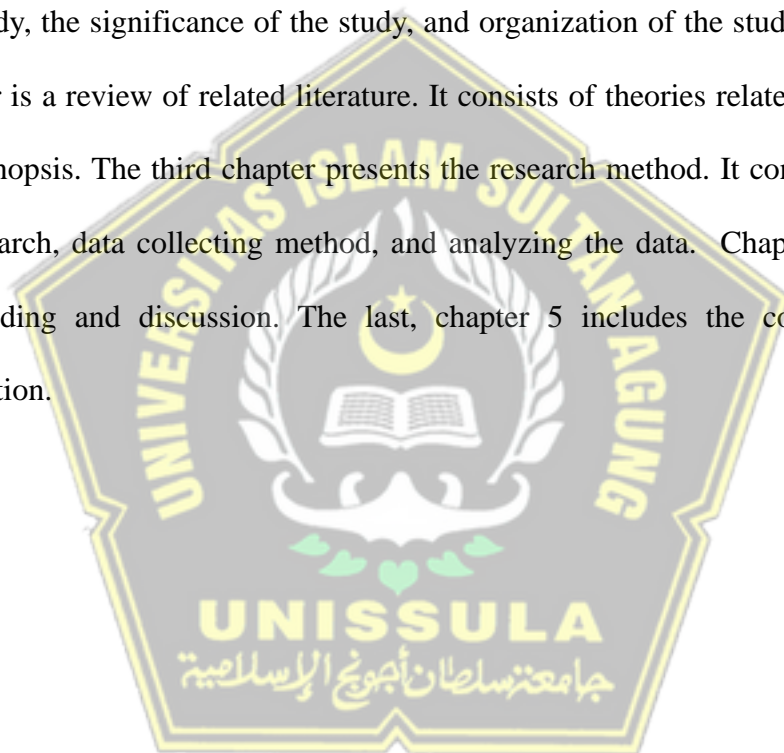 dy, the significance of the study, and organization of the stud
r is a review of related literature. It consists of theories relate
nopsis. The third chapter presents the research method. It cor
arch, data collecting method, and analyzing the data. Chap
ding and discussion. The last, chapter 5 includes the co
tion.
UNIVERSITAS ISLAM SULTAN AGUNG
UNISSULA
جامعنزسلطان أجونج الإسلامية